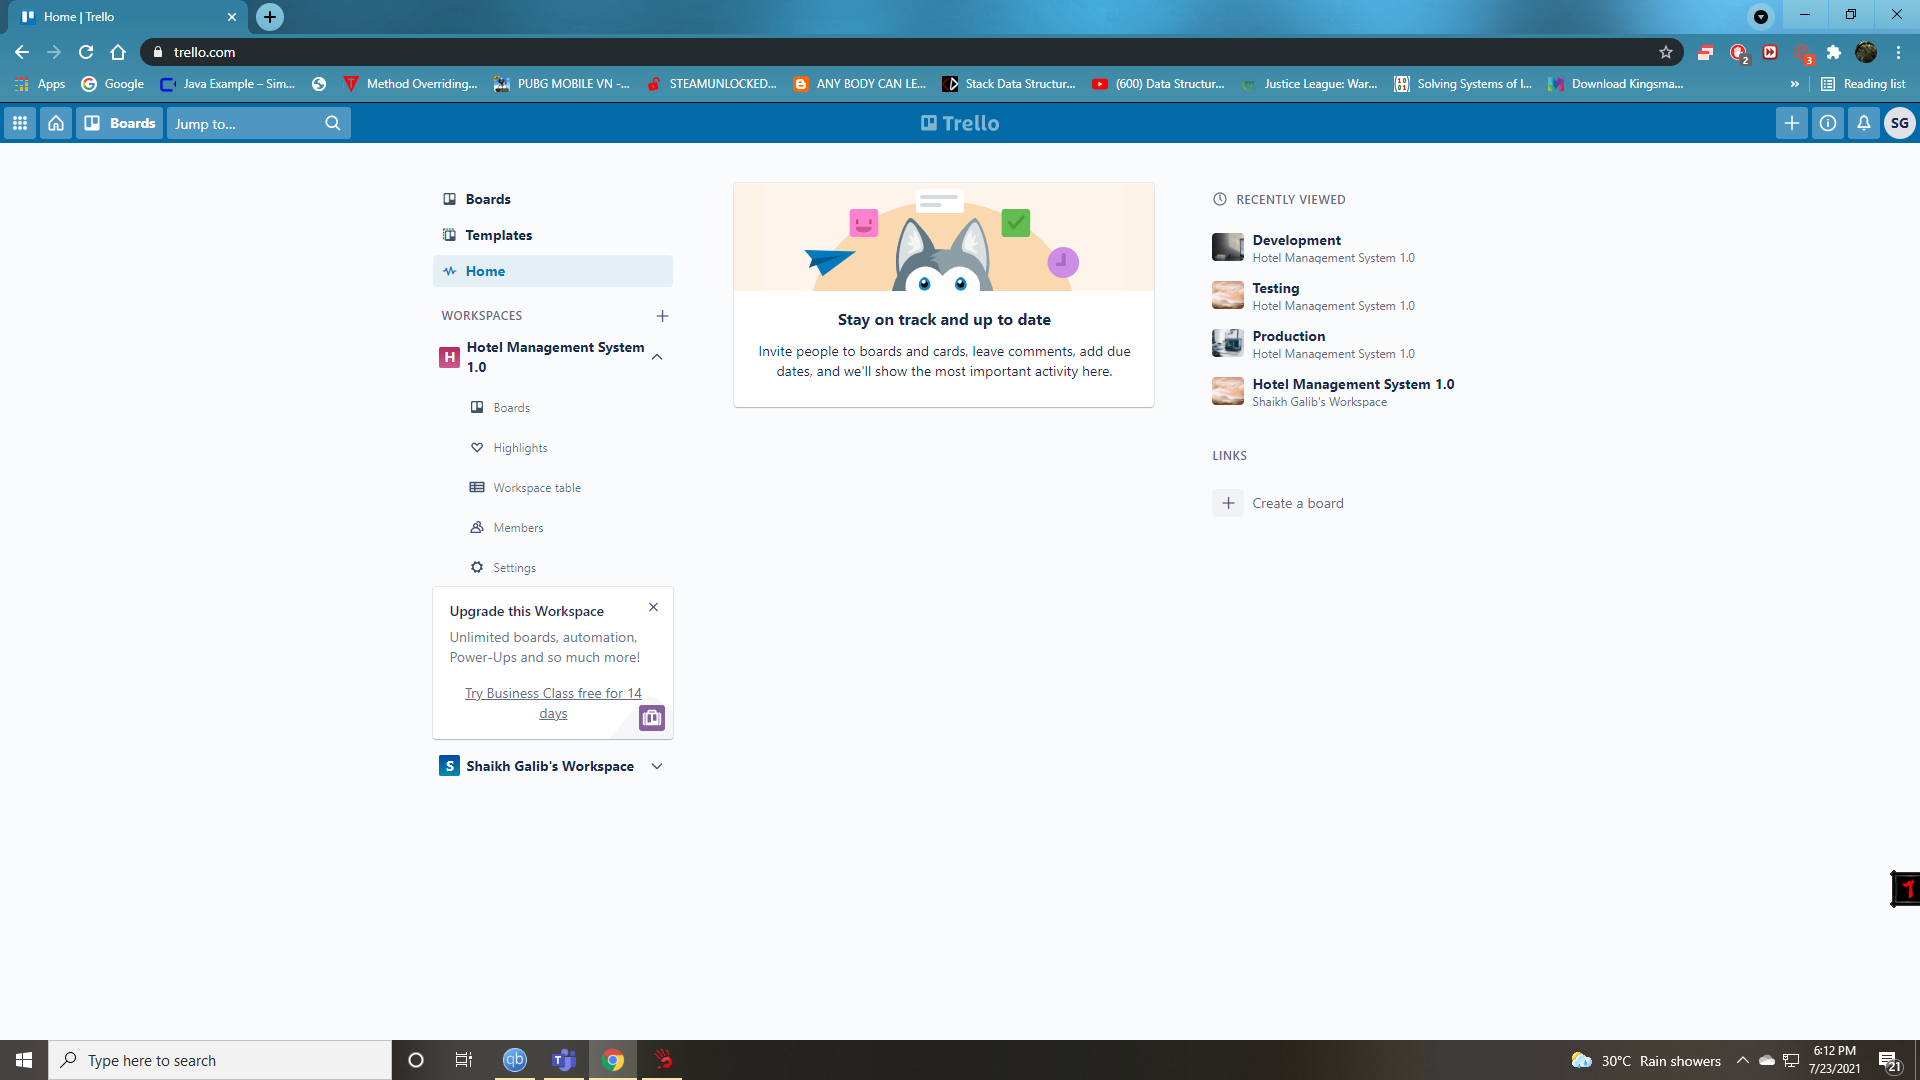 Home | Trello
trello.com
Apps
Google
Java Example – Sim...
Method Overriding...
PUBG MOBILE VN -...
STEAMUNLOCKED...
ANY BODY CAN LE...
Stack Data Structur...
(600) Data Structur...
Justice League: War...
Solving Systems of l...
Download Kingsma...
Reading list
2
3
Boards
Jump to...
Trello
SG
Boards
Templates
Home
WORKSPACES
H
Hotel Management System
1.0
Boards
Highlights
Workspace table
Members
Settings
Upgrade this Workspace
Unlimited boards, automation,
Power-Ups and so much more!
Try Business Class free for 14
days
S
Shaikh Galib's Workspace
Stay on track and up to date
Invite people to boards and cards, leave comments, add due
dates, and we'll show the most important activity here.
RECENTLY VIEWED
Development
Hotel Management System 1.0
Testing
Hotel Management System 1.0
Production
Hotel Management System 1.0
Hotel Management System 1.0
Shaikh Galib's Workspace
LINKS
Create a board
Type here to search
qb
T
30°C Rain showers
6:12 PM
7/23/2021
21